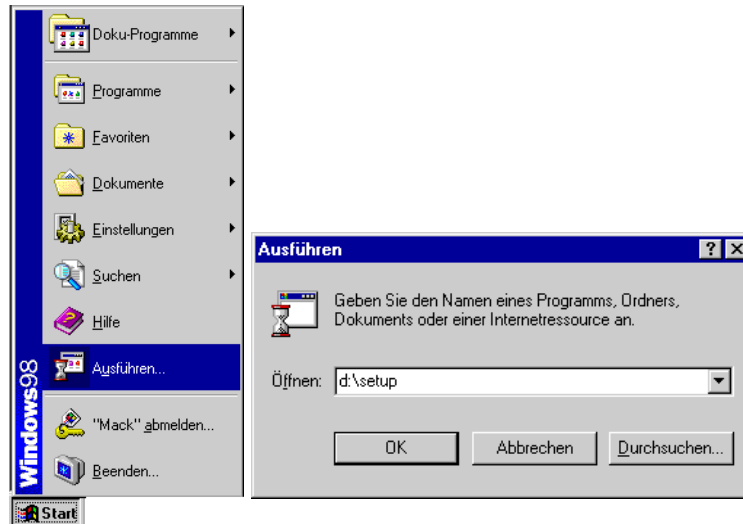 Doku-Programme
Programme
Favoriten
Dokumente
Einstellungen
Suchen
Hilfe
Ausführen...
"Mack" abmelden...
Beenden...
Windows98
Start
Ausführen
Geben Sie den Namen eines Programms, Ordners,
Dokuments oder einer Internetressource an.
Öffnen: d:\setup
OK Abbrechen Durchsuchen...